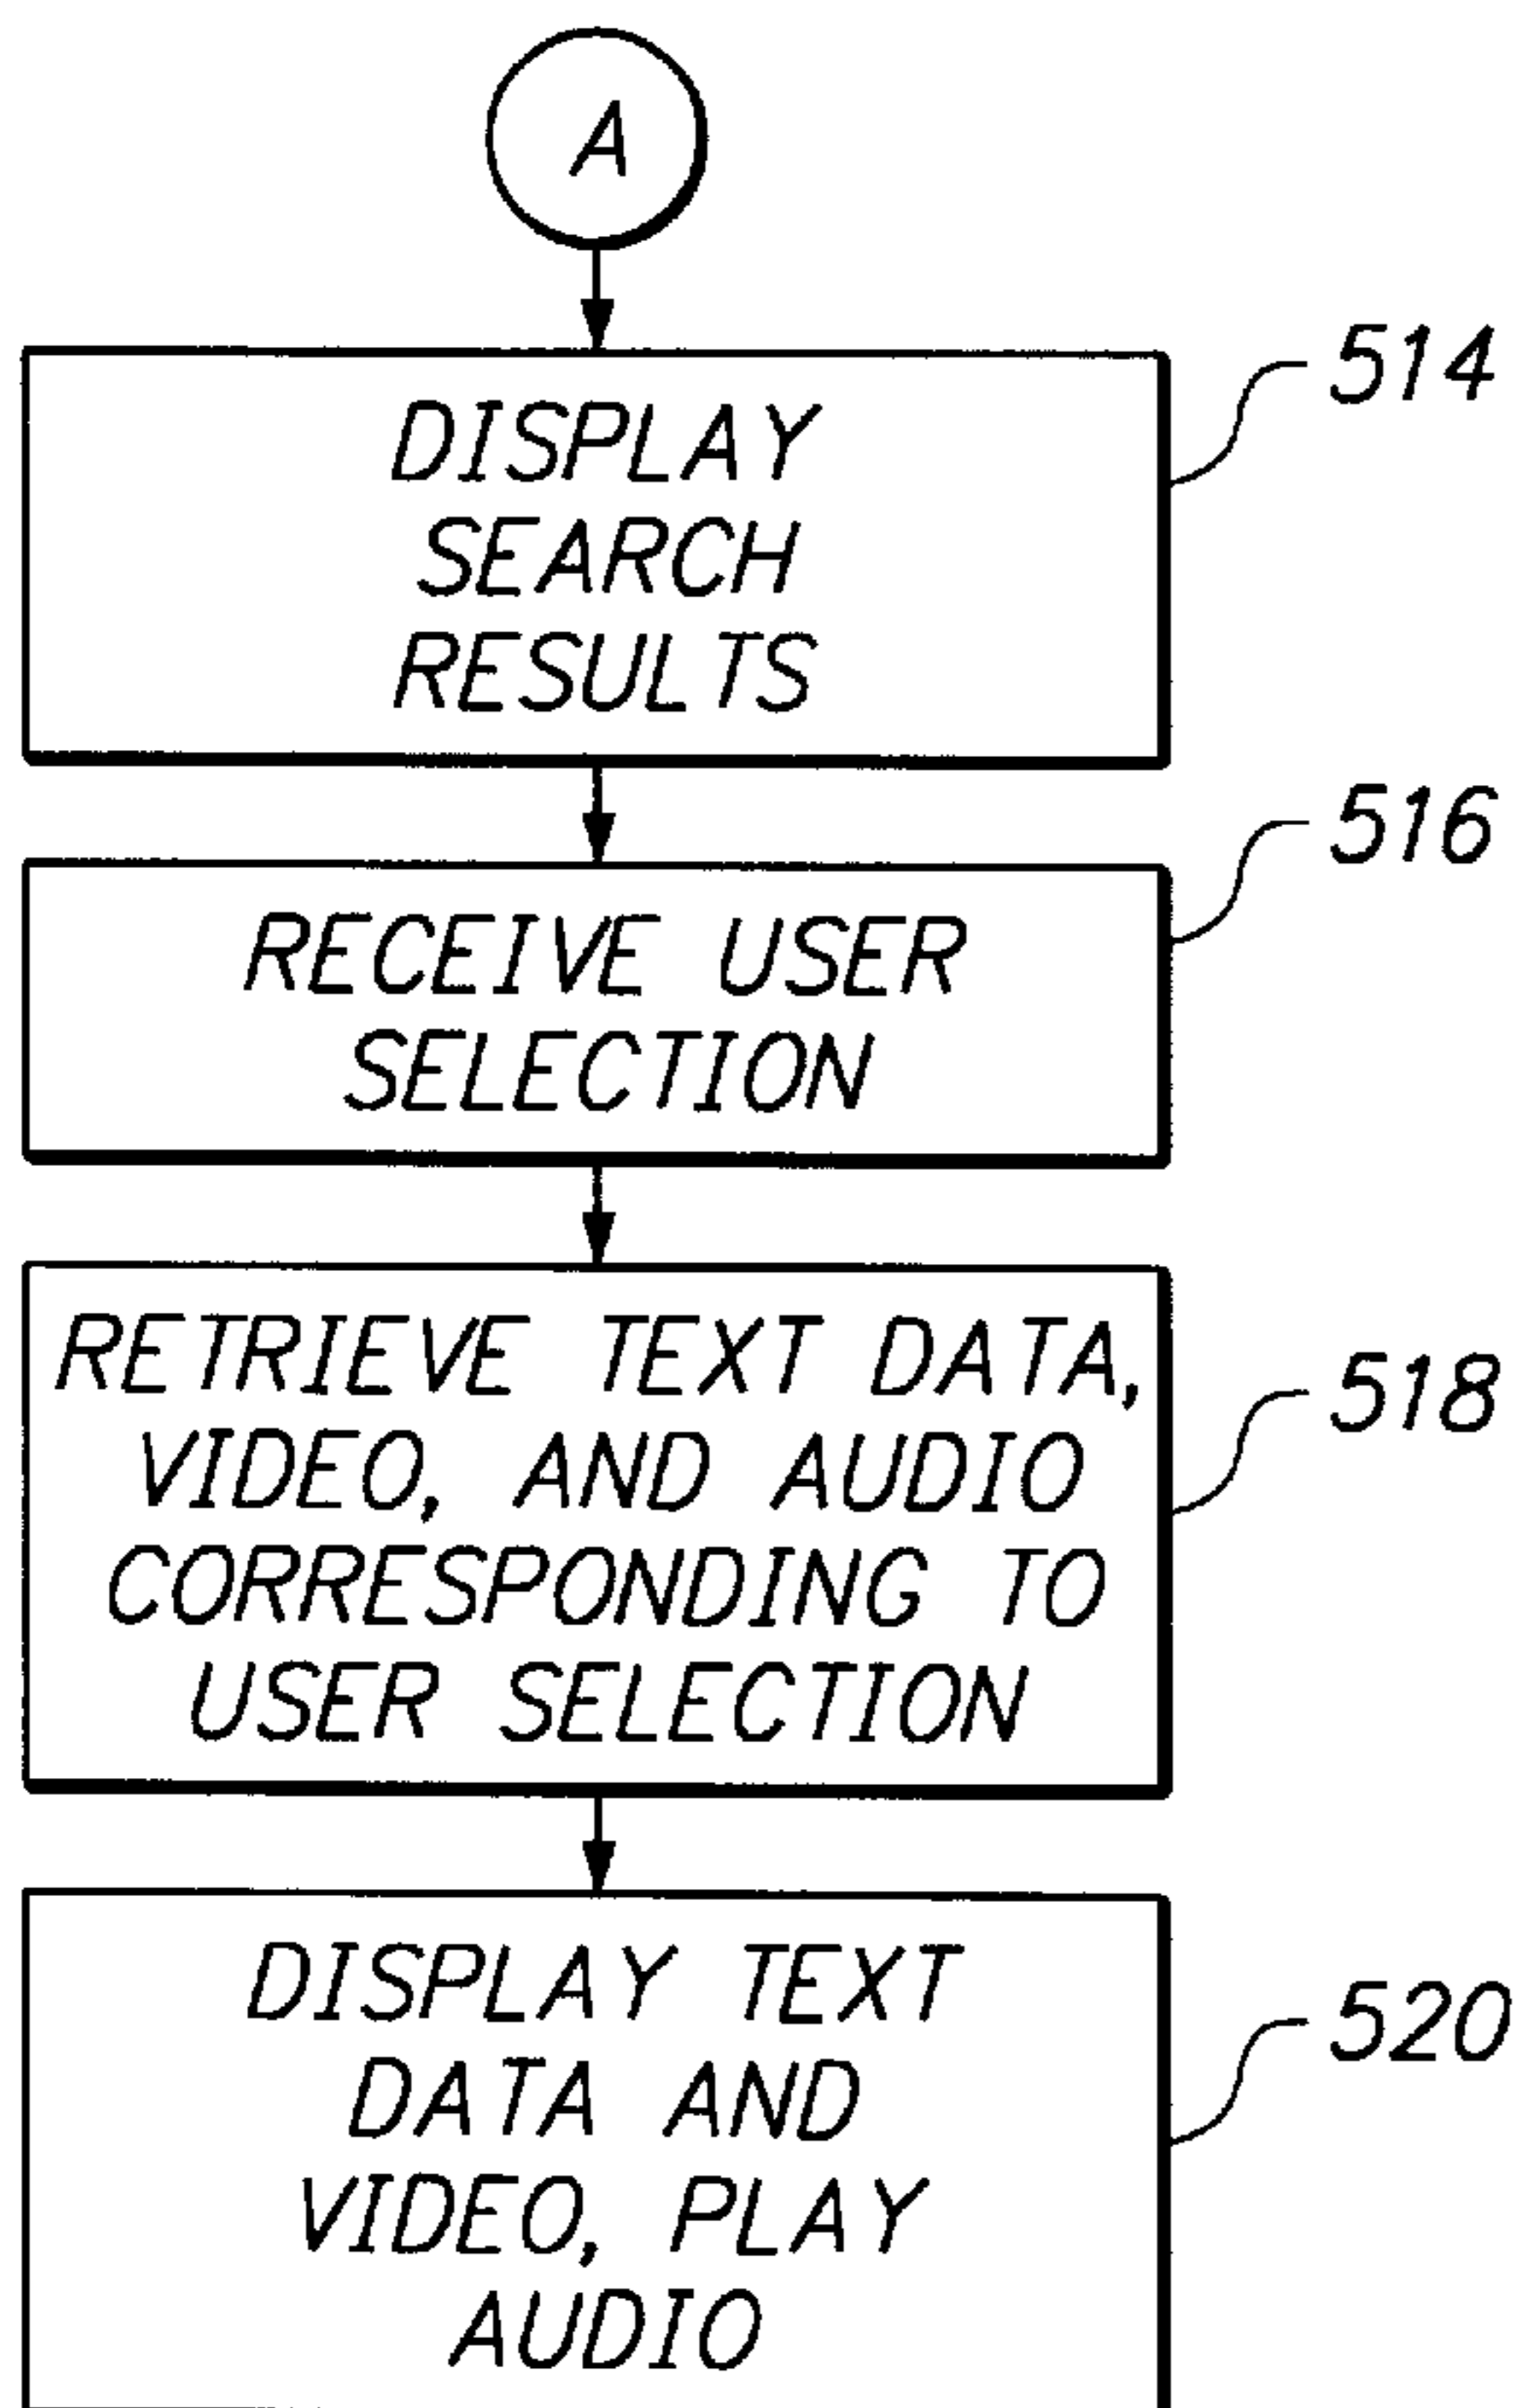 A
DISPLAY
SEARCH
RESULTS
514
RECEIVE USER
SELECTION
516
RETRIEVE TEXT DATA,
VIDEO, AND AUDIO
CORRESPONDING TO
USER SELECTION
518
DISPLAY TEXT
DATA AND
VIDEO, PLAY
AUDIO
520